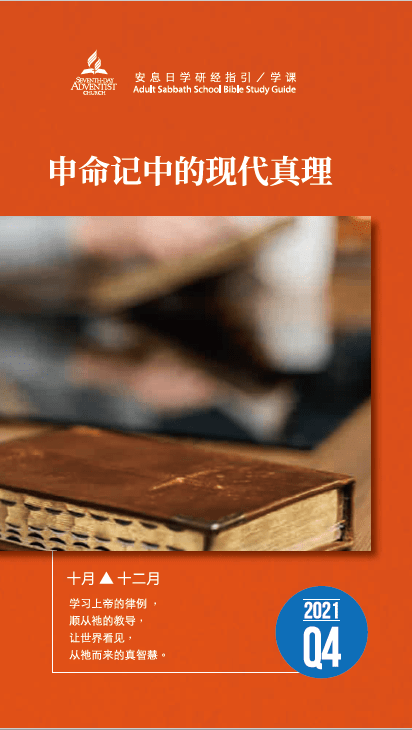 安息日学研经指引／学课
SEVENTH-DAY
ADVENTIST
CHURCH
Adult Sabbath School Bible Study Guide
申命记中的现代真理
十月▲十二月
学习上帝的律例，
顺从祂的教导，
让世界看见，
从祂而来的真智慧。
2021
Q4